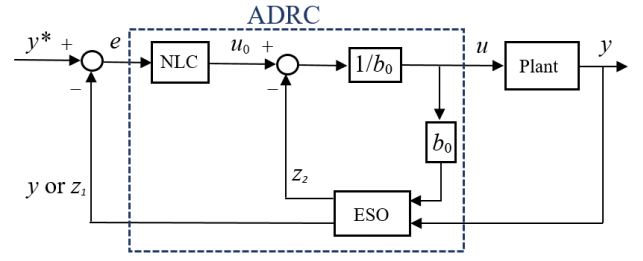 ADRC
y* + e
NLC
u₀ +
1/b₀
u
Plant
y
−
−
b₀
z₂
y or z₁
ESO